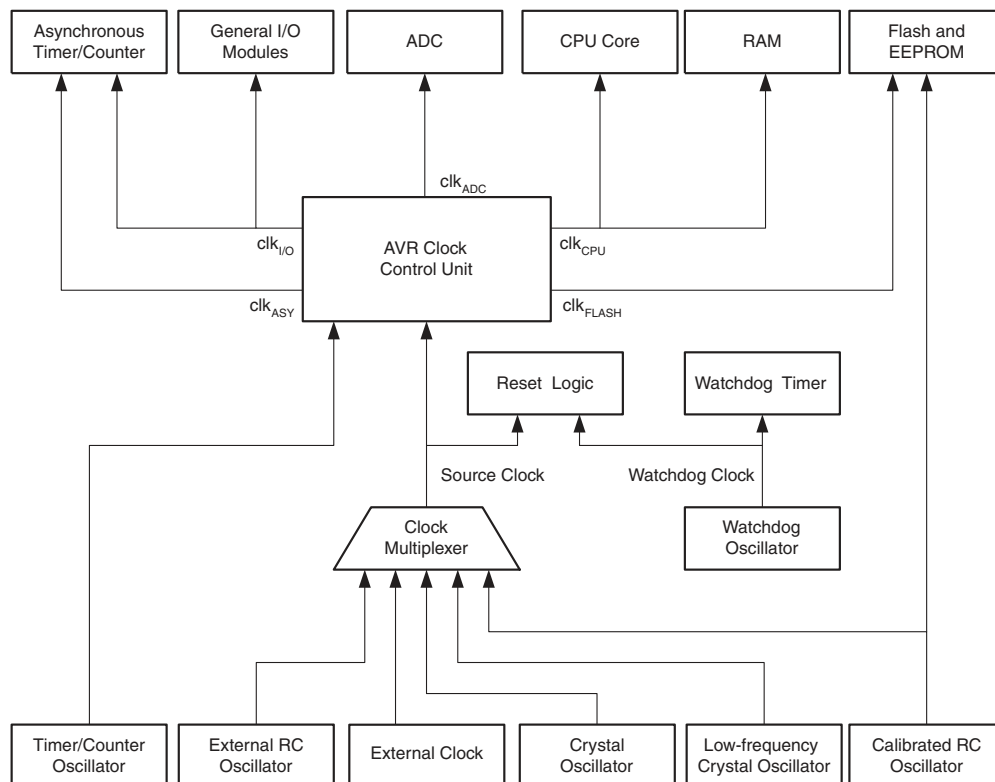 Asynchronous
Timer/Counter
General I/O
Modules
ADC
CPU Core
RAM
Flash and
EEPROM
clkADC
clkI/O
AVR Clock
Control Unit
clkCPU
clkASY
clkFLASH
Reset Logic
Watchdog Timer
Source Clock
Watchdog Clock
Clock
Multiplexer
Watchdog
Oscillator
Timer/Counter
Oscillator
External RC
Oscillator
External Clock
Crystal
Oscillator
Low-frequency
Crystal Oscillator
Calibrated RC
Oscillator